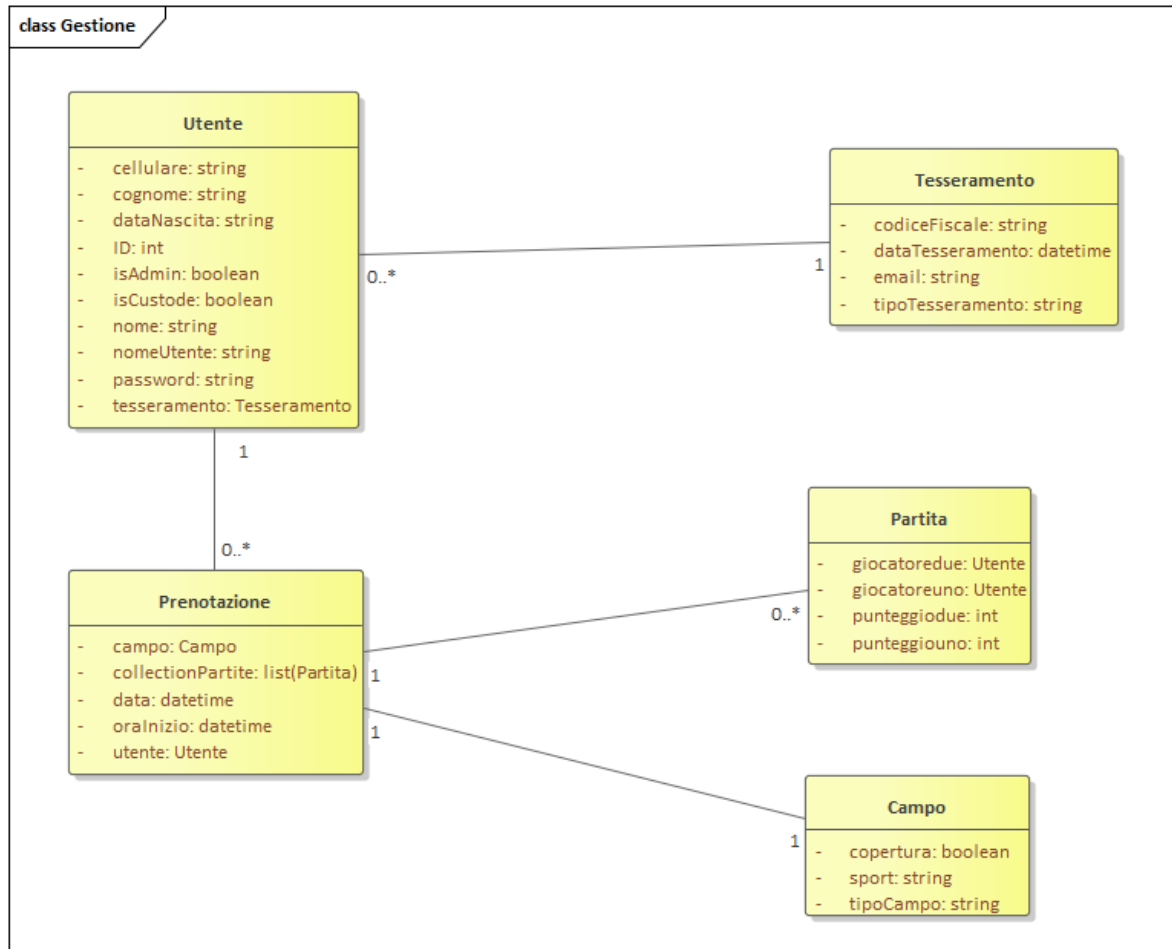 class Gestione
Utente
- cellulare: string
- cognome: string
- dataNascita: string
- ID: int
- isAdmin: boolean
- isCustode: boolean
- nome: string
- nomeUtente: string
- password: string
- tesseramento: Tesseramento
Tesseramento
- codiceFiscale: string
- dataTesseramento: datetime
- email: string
- tipoTesseramento: string
0..*
1
1
0..*
Prenotazione
- campo: Campo
- collectionPartite: list(Partita)
- data: datetime
- oraInizio: datetime
- utente: Utente
Partita
- giocatoredue: Utente
- giocatoreuno: Utente
- punteggiodue: int
- punteggiouno: int
0..*
1
1
1
Campo
- copertura: boolean
- sport: string
- tipoCampo: string